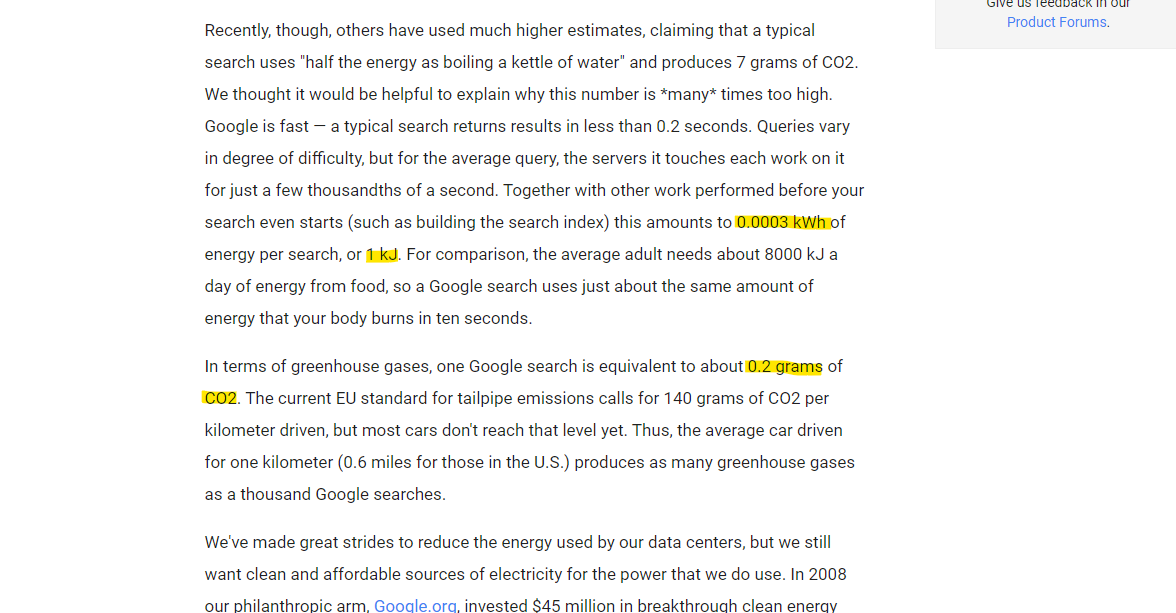 Give us feedback in our
Product Forums.
Recently, though, others have used much higher estimates, claiming that a typical
search uses "half the energy as boiling a kettle of water" and produces 7 grams of CO2.
We thought it would be helpful to explain why this number is *many* times too high.
Google is fast — a typical search returns results in less than 0.2 seconds. Queries vary
in degree of difficulty, but for the average query, the servers it touches each work on it
for just a few thousandths of a second. Together with other work performed before your
search even starts (such as building the search index) this amounts to 0.0003 kWh of
energy per search, or 1 kJ. For comparison, the average adult needs about 8000 kJ a
day of energy from food, so a Google search uses just about the same amount of
energy that your body burns in ten seconds.
In terms of greenhouse gases, one Google search is equivalent to about 0.2 grams of
CO2. The current EU standard for tailpipe emissions calls for 140 grams of CO2 per
kilometer driven, but most cars don't reach that level yet. Thus, the average car driven
for one kilometer (0.6 miles for those in the U.S.) produces as many greenhouse gases
as a thousand Google searches.
We've made great strides to reduce the energy used by our data centers, but we still
want clean and affordable sources of electricity for the power that we do use. In 2008
our philanthropic arm, Google.org, invested $45 million in breakthrough clean energy